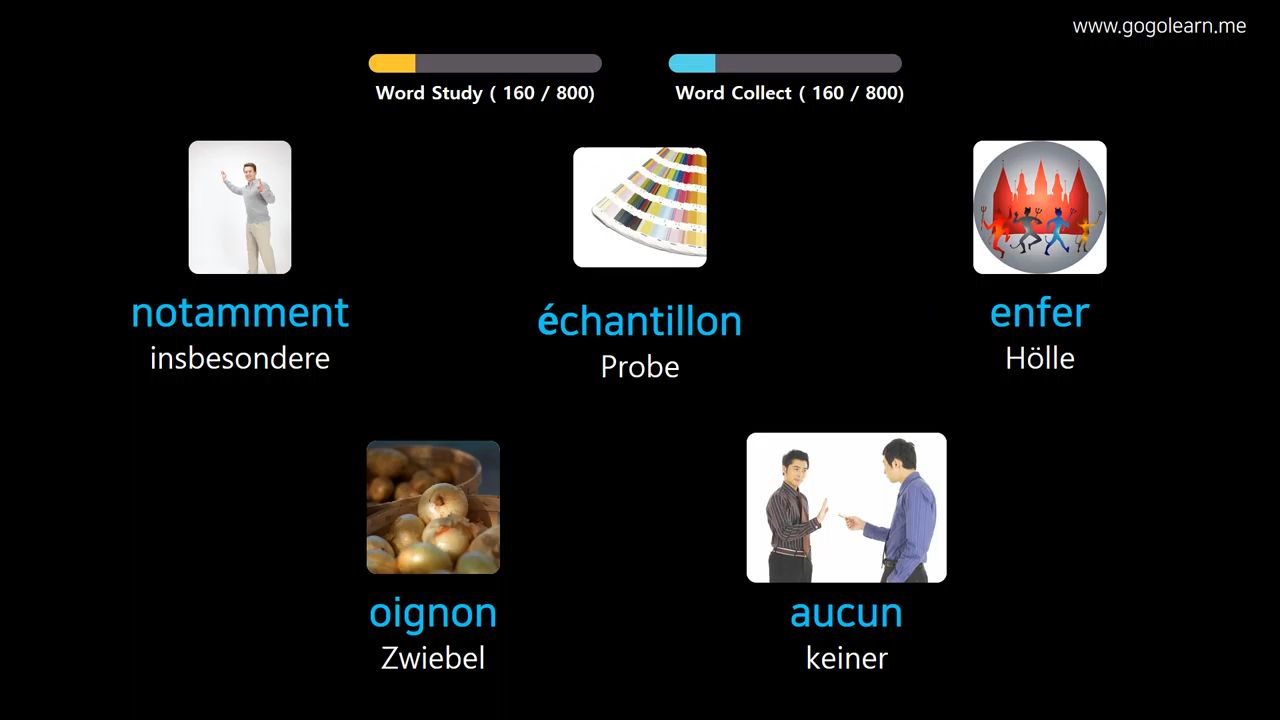 www.gogolearn.me
Word Study ( 160 / 800)
Word Collect ( 160 / 800)
notamment
insbesondere
échantillon
Probe
enfer
Hölle
oignon
Zwiebel
aucun
keiner